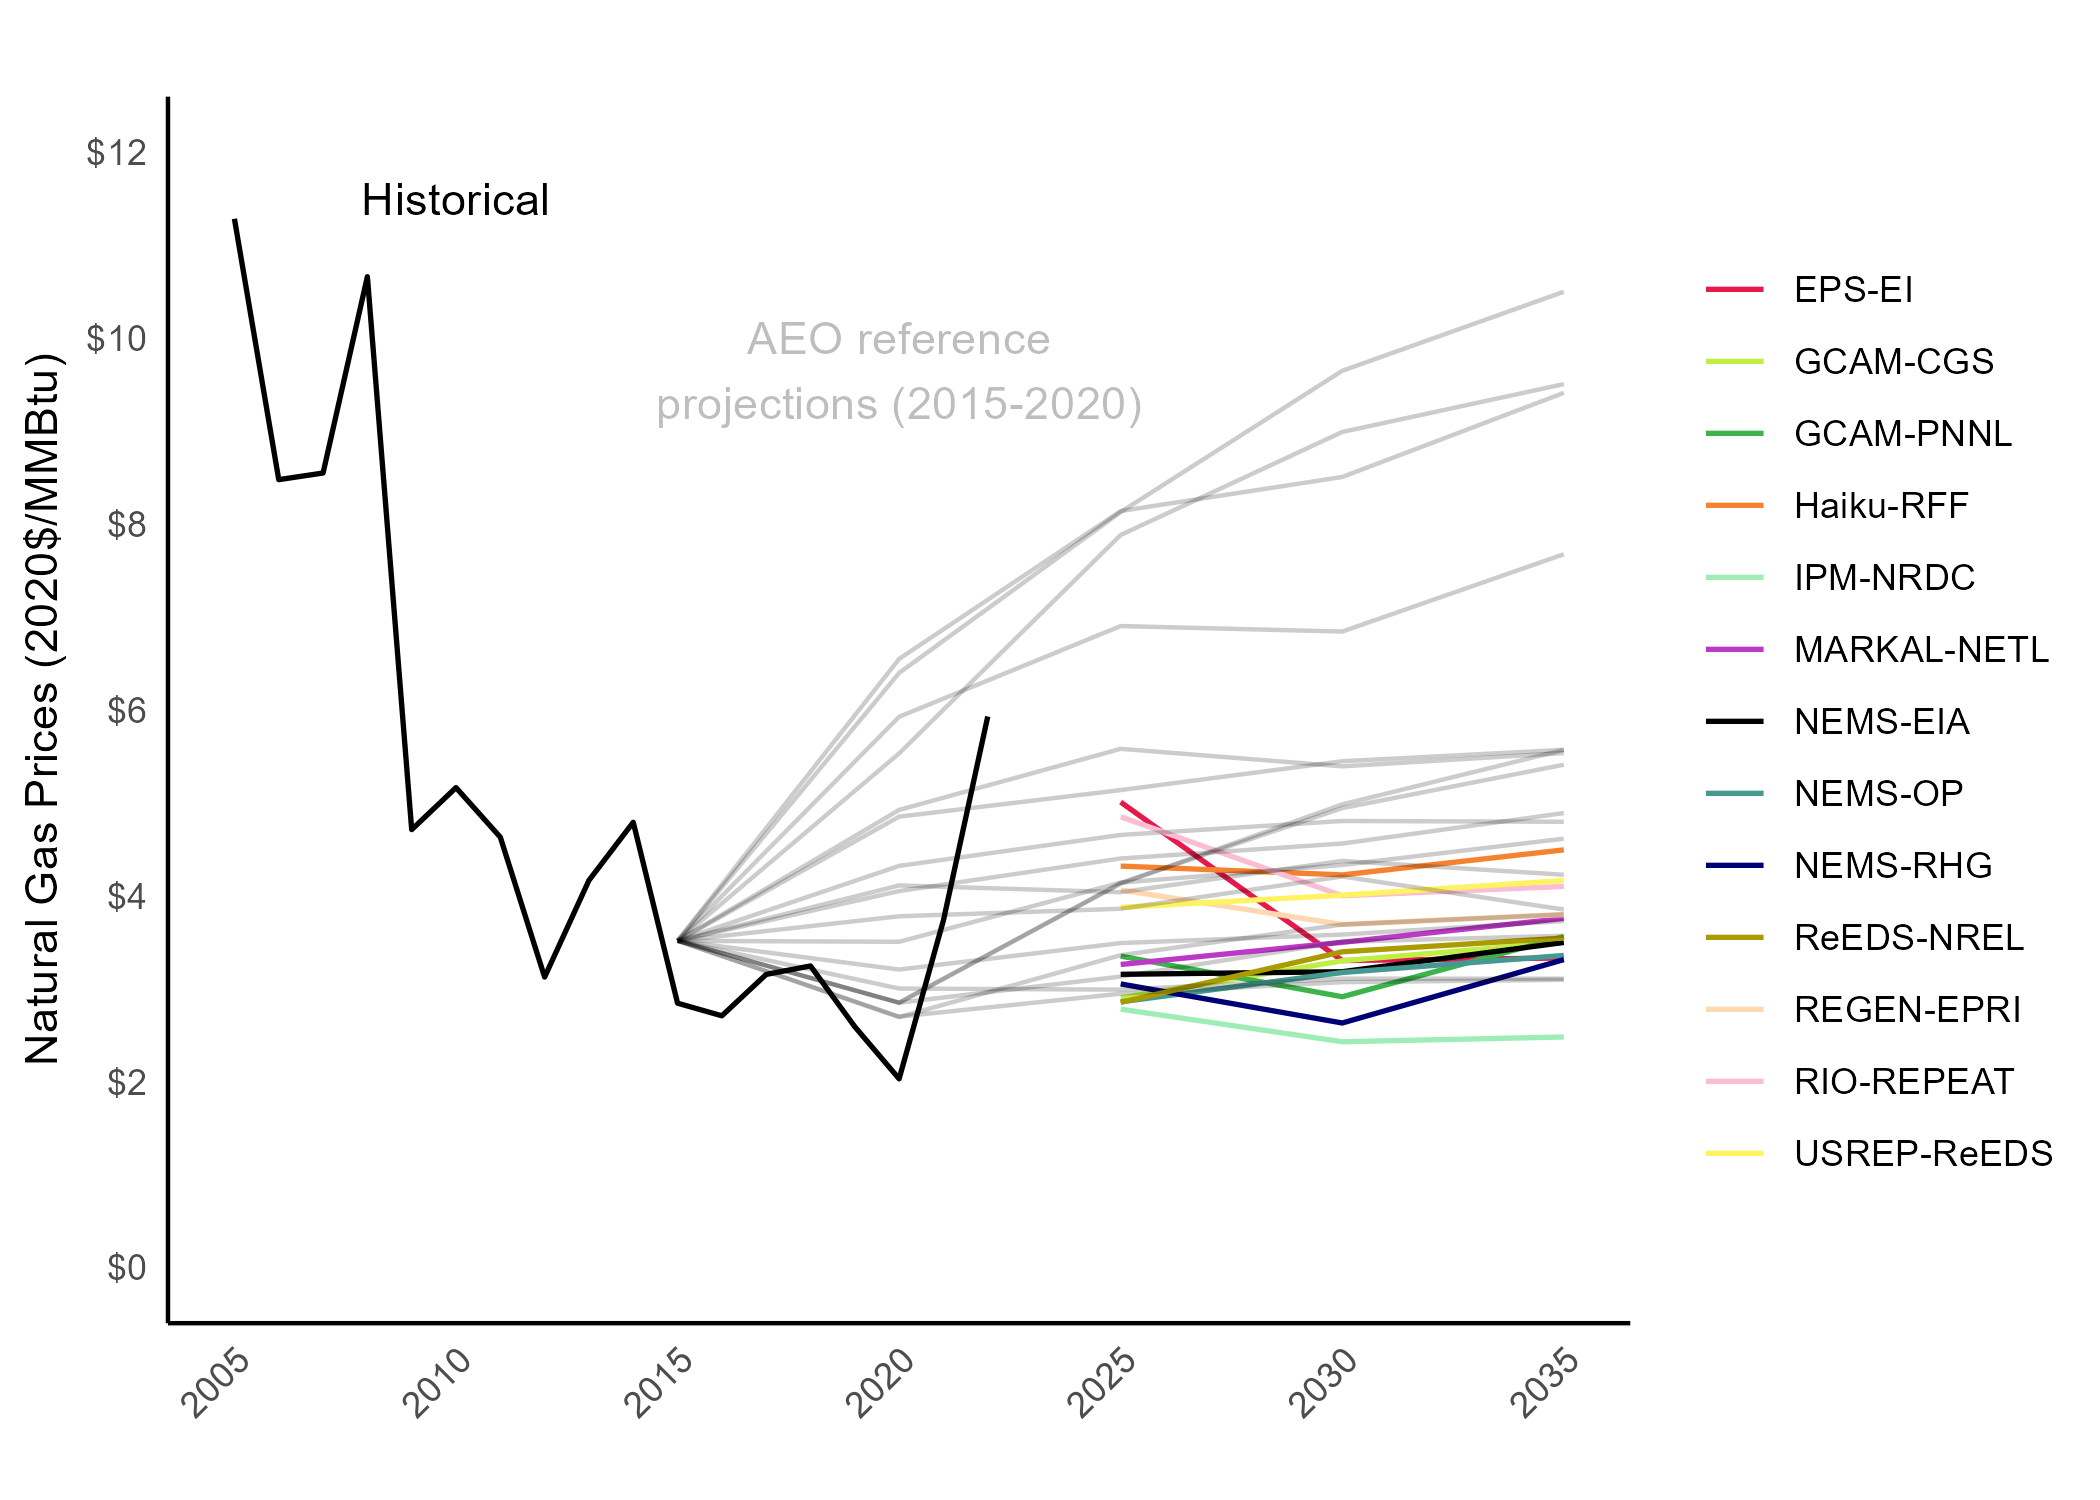 Historical
AEO reference
projections (2015-2020)
Natural Gas Prices (2020$/MMBtu)
$12
$10
$8
$6
$4
$2
$0
2005
2010
2015
2020
2025
2030
2035
EPS-EI
GCAM-CGS
GCAM-PNNL
Haiku-RFF
IPM-NRDC
MARKAL-NETL
NEMS-EIA
NEMS-OP
NEMS-RHG
ReEDS-NREL
REGEN-EPRI
RIO-REPEAT
USREP-ReEDS